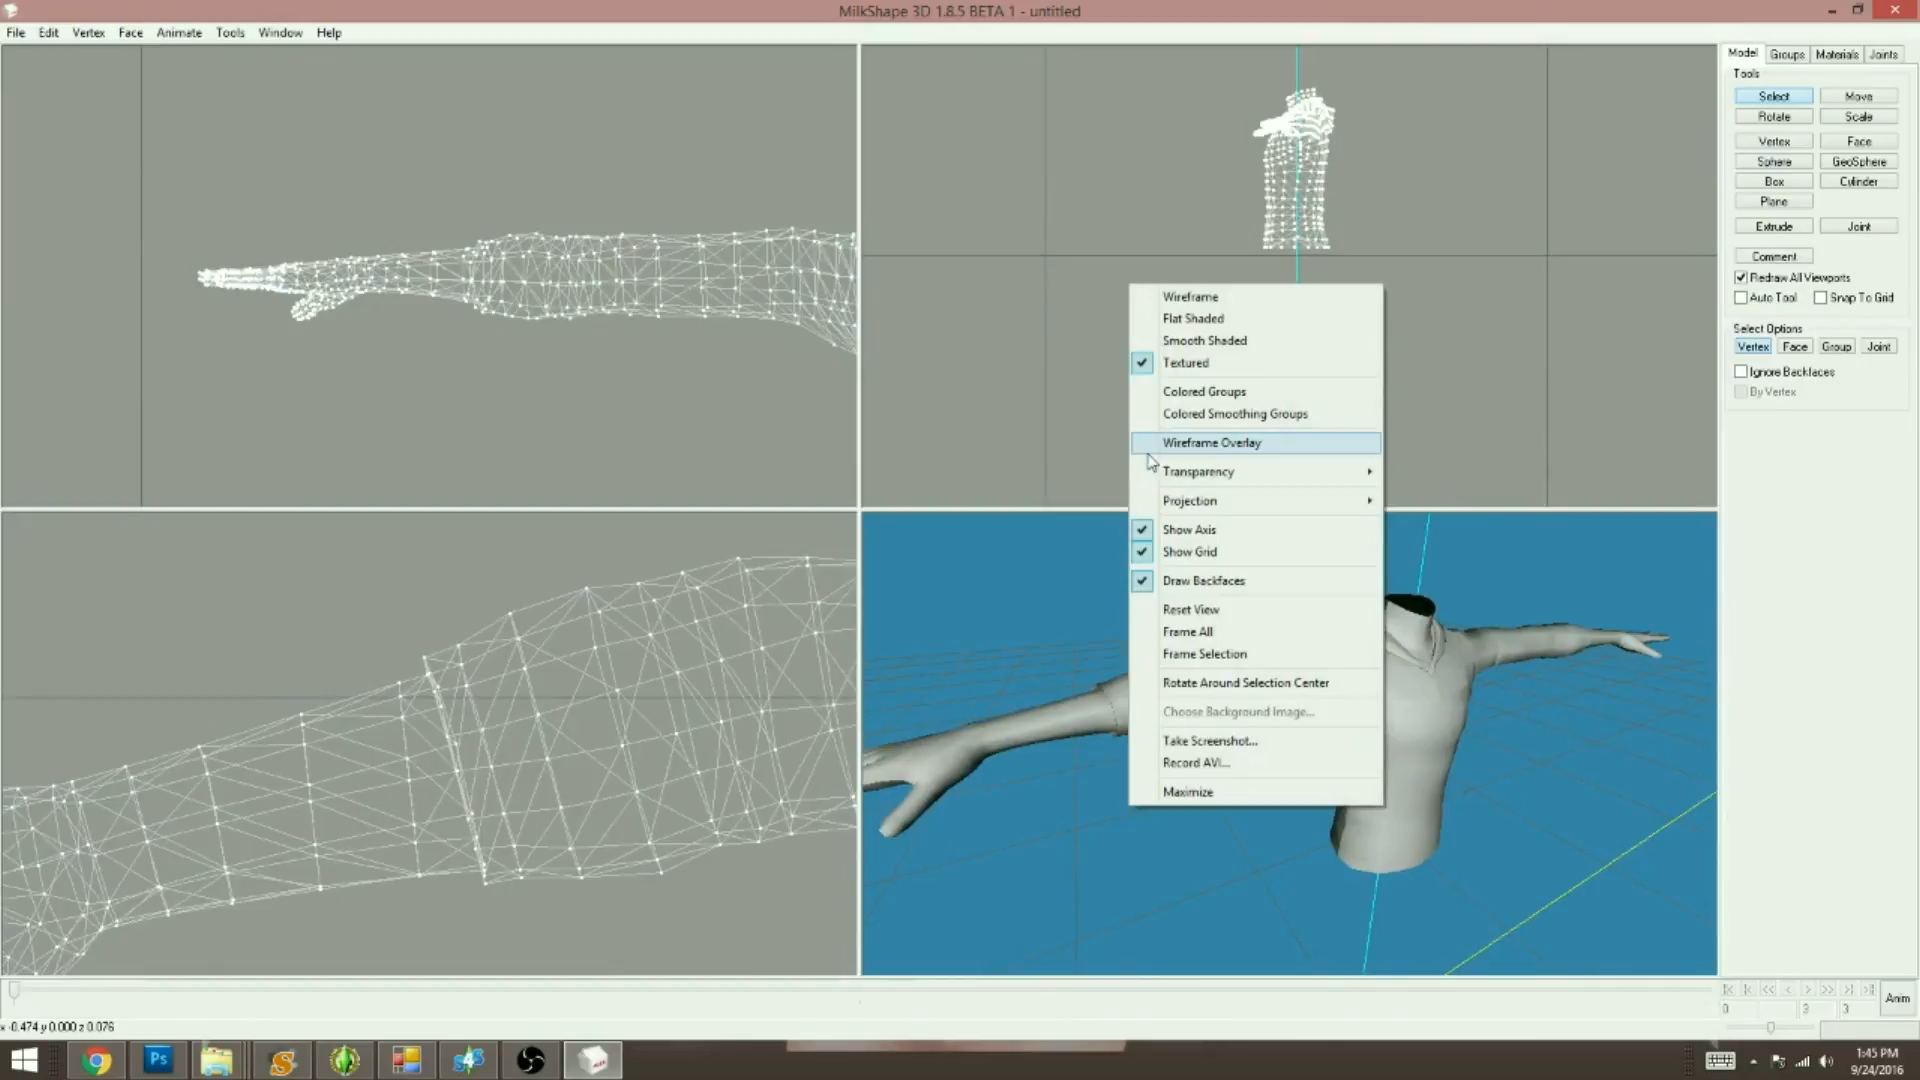 MilkShape 3D 1.8.5 BETA 1 - untitled
File Edit Vertex Face Animate Tools Window Help
Model Groups Materials Joints
Tools
Select Move
Rotate Scale
Vertex Face
Sphere GeoSphere
Box Cylinder
Plane
Extrude Joint
Comment
Redraw All Viewports
Auto Tool Snap To Grid
Select Options
Vertex Face Group Joint
Ignore Backfaces
By Vertex
Wireframe
Flat Shaded
Smooth Shaded
Textured
Colored Groups
Colored Smoothing Groups
Wireframe Overlay
Transparency
Projection
Show Axis
Show Grid
Draw Backfaces
Reset View
Frame All
Frame Selection
Rotate Around Selection Center
Choose Background Image...
Take Screenshot...
Record AVI...
Maximize
Anim
0 3 3
x -0.474 y 0.000 z 0.076
Ps
S4S
1:45 PM
9/24/2016